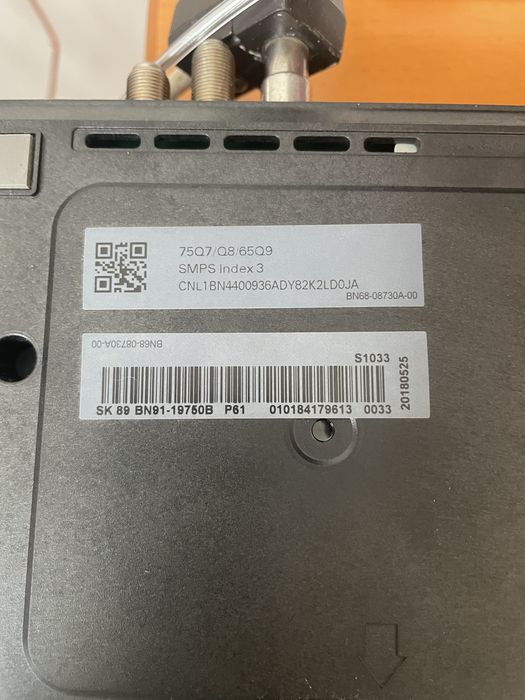 75Q7/Q8/65Q9
SMPS Index 3
CNL1BN4400936ADY82K2LD0JA
BN68-08730A-00
BN68-08730A-00
S1033
SK 89 BN91-19750B P61 010184179613 0033
20180525